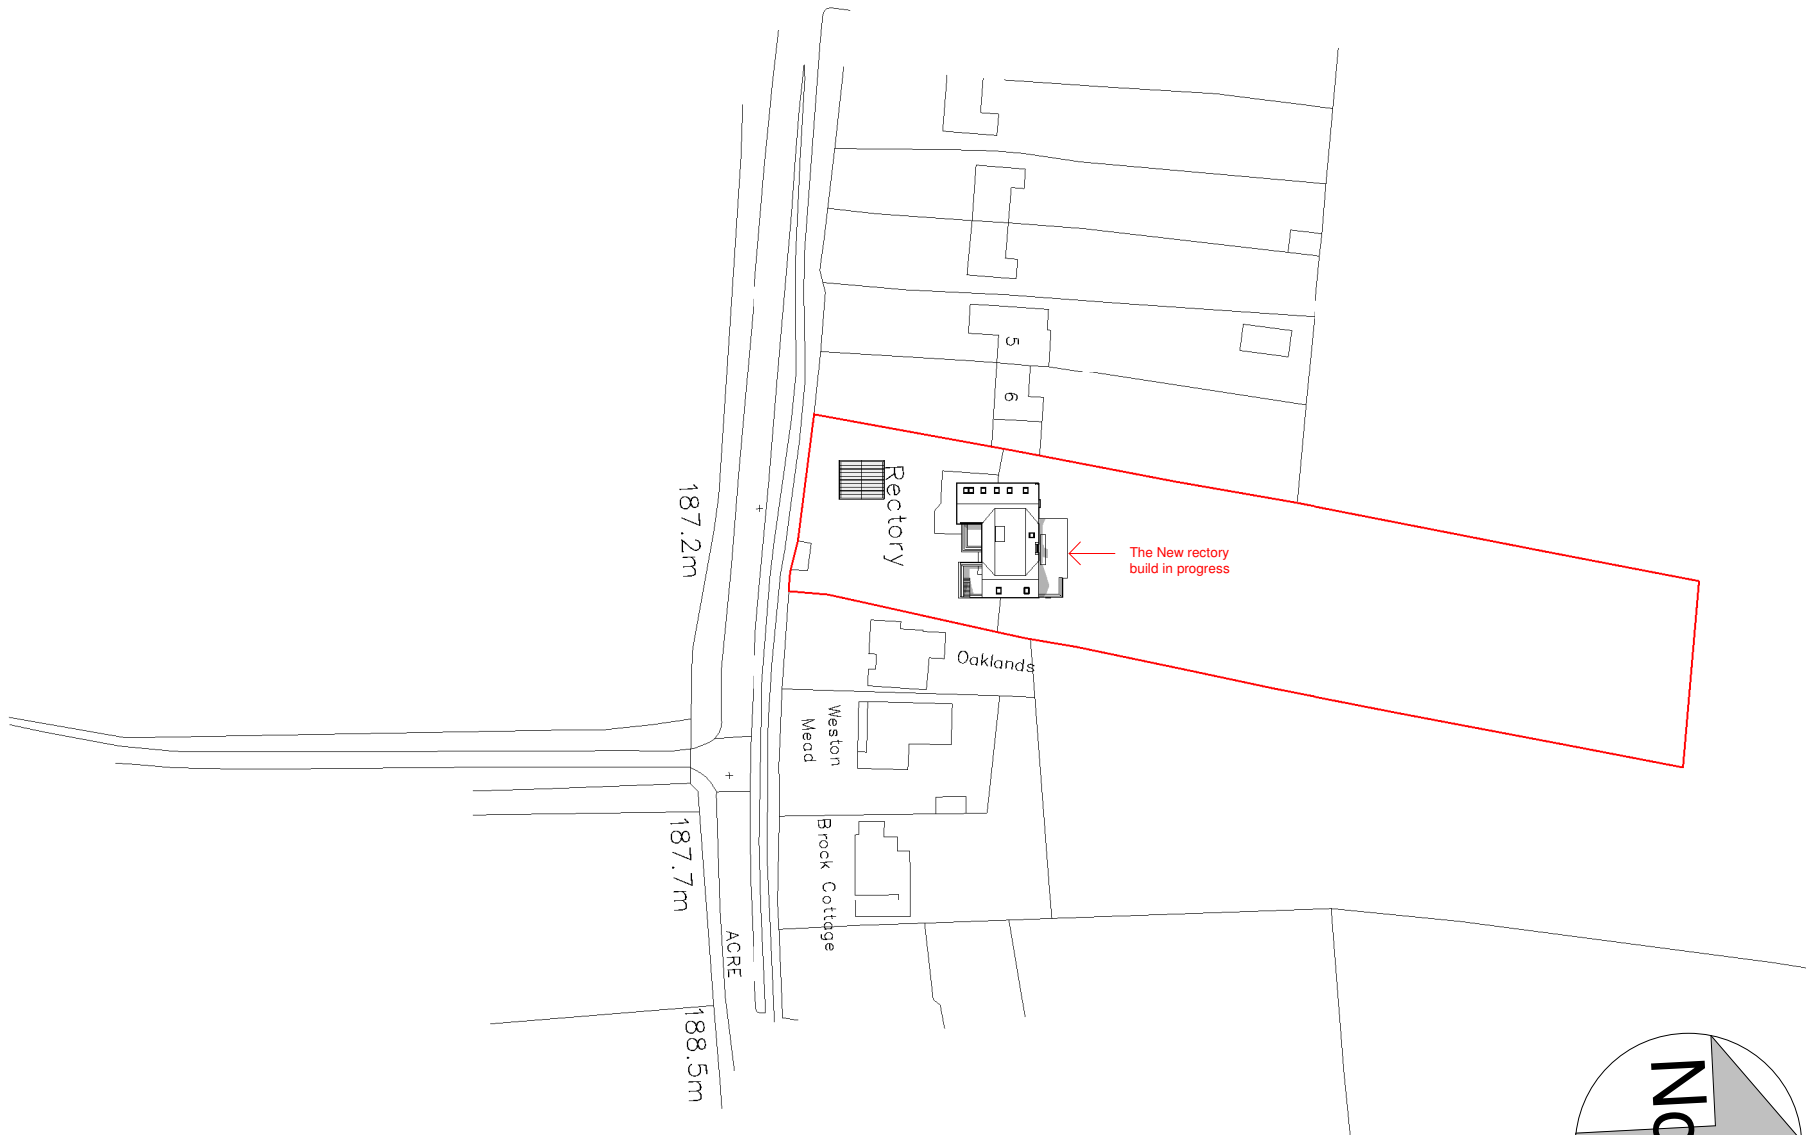 5
6
Rectory
187.2m
The New rectory
build in progress
Oaklands
Weston
Mead
Brock Cottage
187.7m
ACRE
188.5m
No